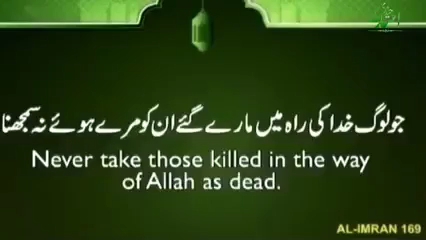 جو لوگ خدا کی راہ میں مارے گئے ان کو مرے ہوئے نہ سمجھنا
Never take those killed in the way
of Allah as dead.
AL-IMRAN 169